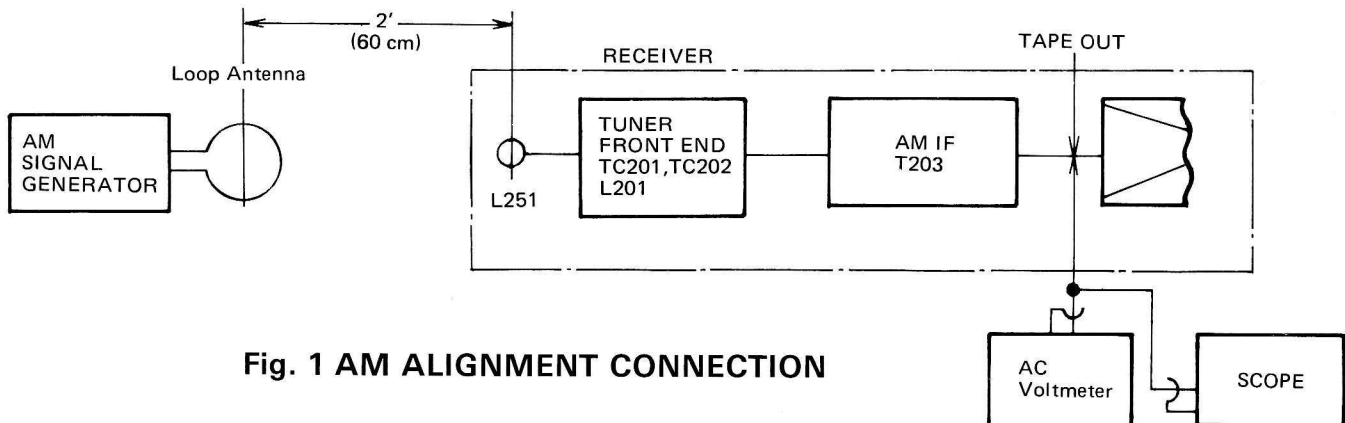 2'
(60 cm)
Loop Antenna
RECEIVER
TAPE OUT
AM
SIGNAL
GENERATOR
L251
TUNER
FRONT END
TC201, TC202
L201
AM IF
T203
AC
Voltmeter
SCOPE
Fig. 1 AM ALIGNMENT CONNECTION